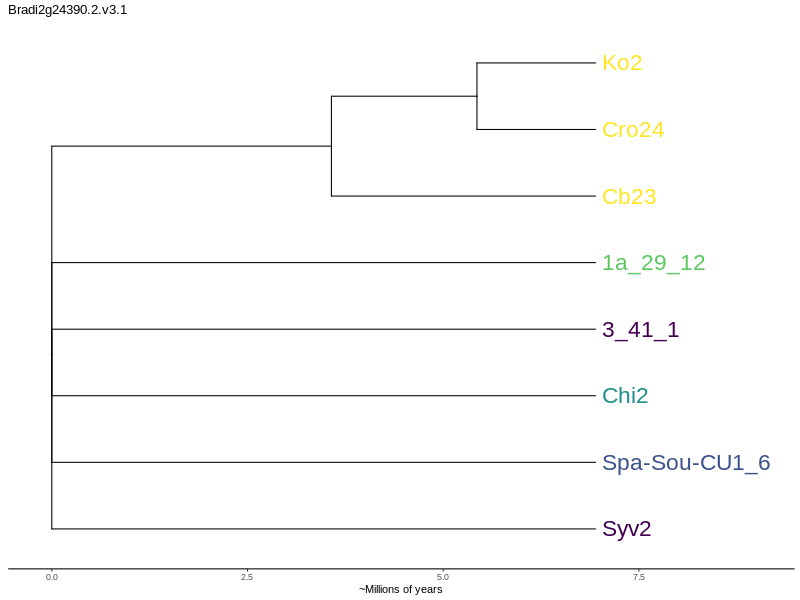 Bradi2g24390.2.v3.1
Ko2
Cro24
Cb23
1a_29_12
3_41_1
Chi2
Spa-Sou-CU1_6
Syv2
0.0 2.5 5.0 7.5
~Millions of years